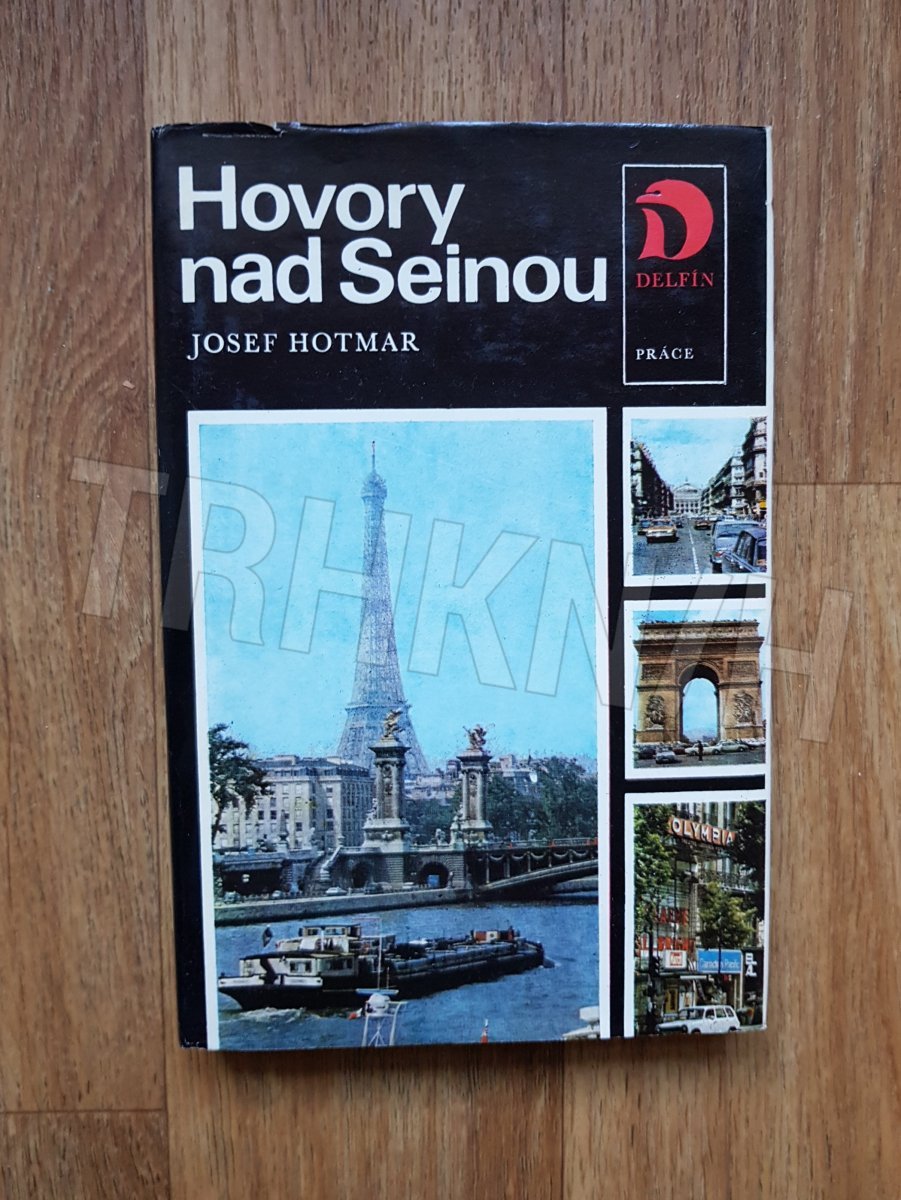 Hovory
nad Seinou
JOSEF HOTMAR
DELFÍN
PRÁCE
TRHKNIH
OLYMPIA